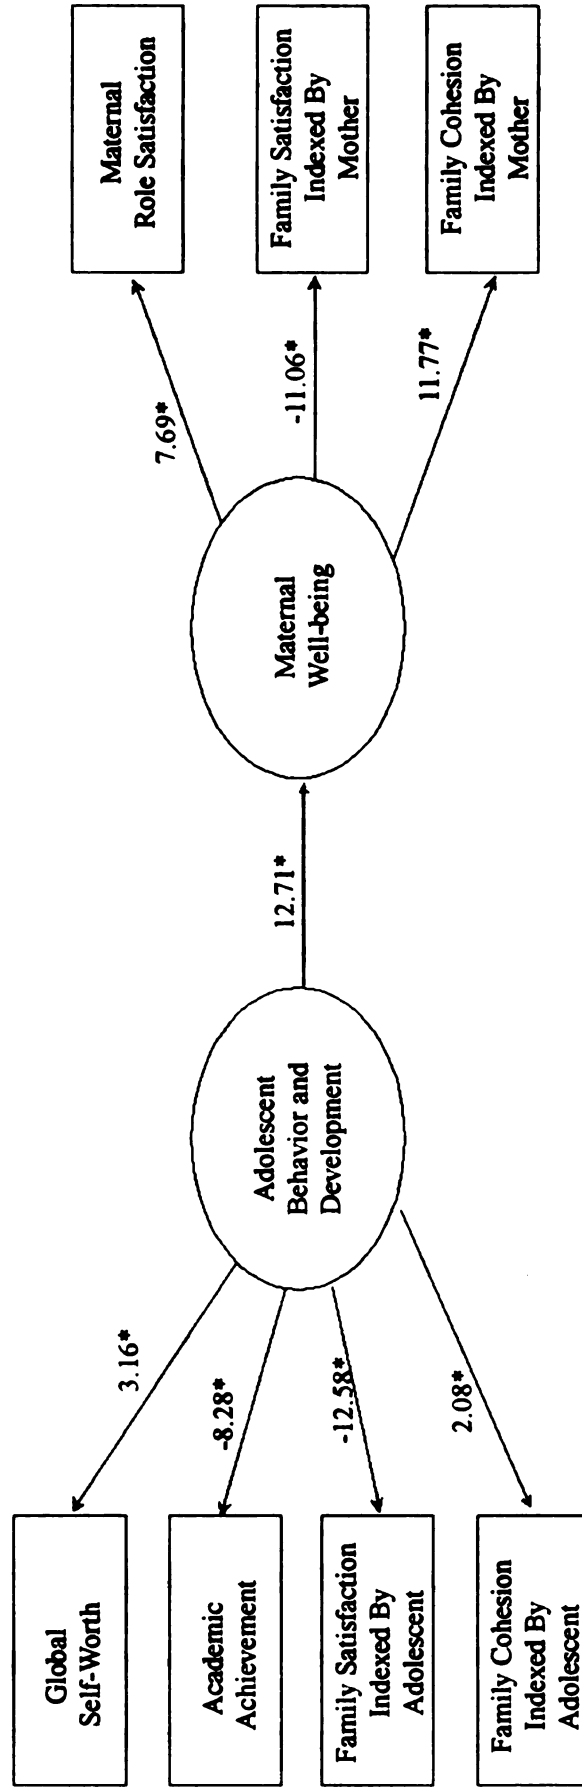 Global
Self-Worth
Academic
Achievement
Family Satisfaction
Indexed By
Adolescent
Family Cohesion
Indexed By
Adolescent
3.16*
-8.28*
-12.58*
2.08*
Adolescent
Behavior and
Development
12.71*
Maternal
Well-being
7.69*
-11.06*
11.77*
Maternal
Role Satisfaction
Family Satisfaction
Indexed By
Mother
Family Cohesion
Indexed By
Mother